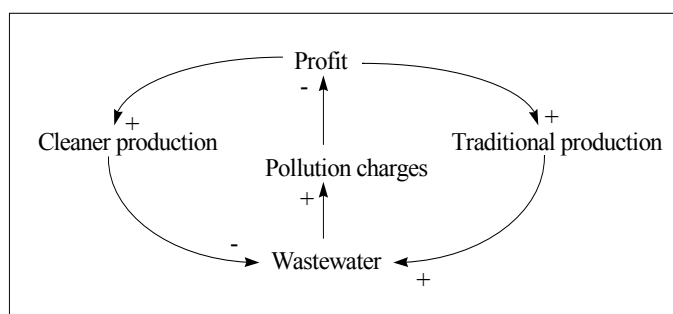 Profit
-
+
+
Cleaner production
Traditional production
Pollution charges
+
-
Wastewater
+